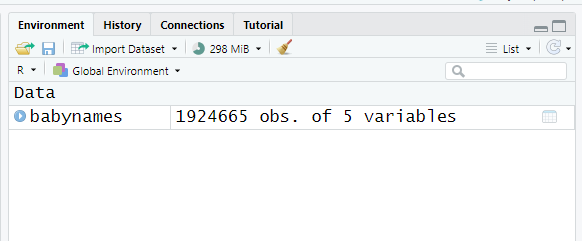 Environment History Connections Tutorial
Import Dataset 298 MiB List
R Global Environment
Data
babynames 1924665 obs. of 5 variables